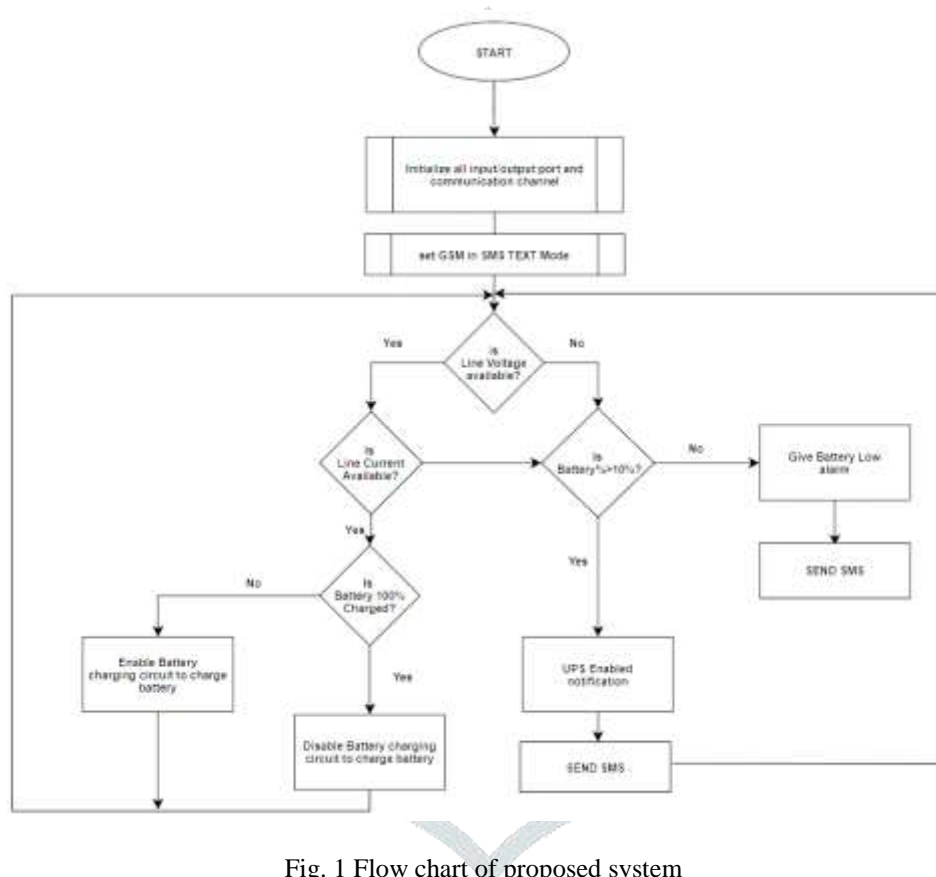 START
Initialize all input/output port and
communication channel
set GSM in SMS TEXT Mode
Yes
No
Is
Line Voltage
available?
Is
Line Current
Available?
Is
Battery%>10%?
No
Give Battery Low
alarm
Yes
Yes
SEND SMS
No
Is
Battery 100%
Charged?
Enable Battery
charging circuit to charge
battery
Yes
UPS Enabled
notification
Disable Battery charging
circuit to charge battery
SEND SMS
Fig. 1 Flow chart of proposed system